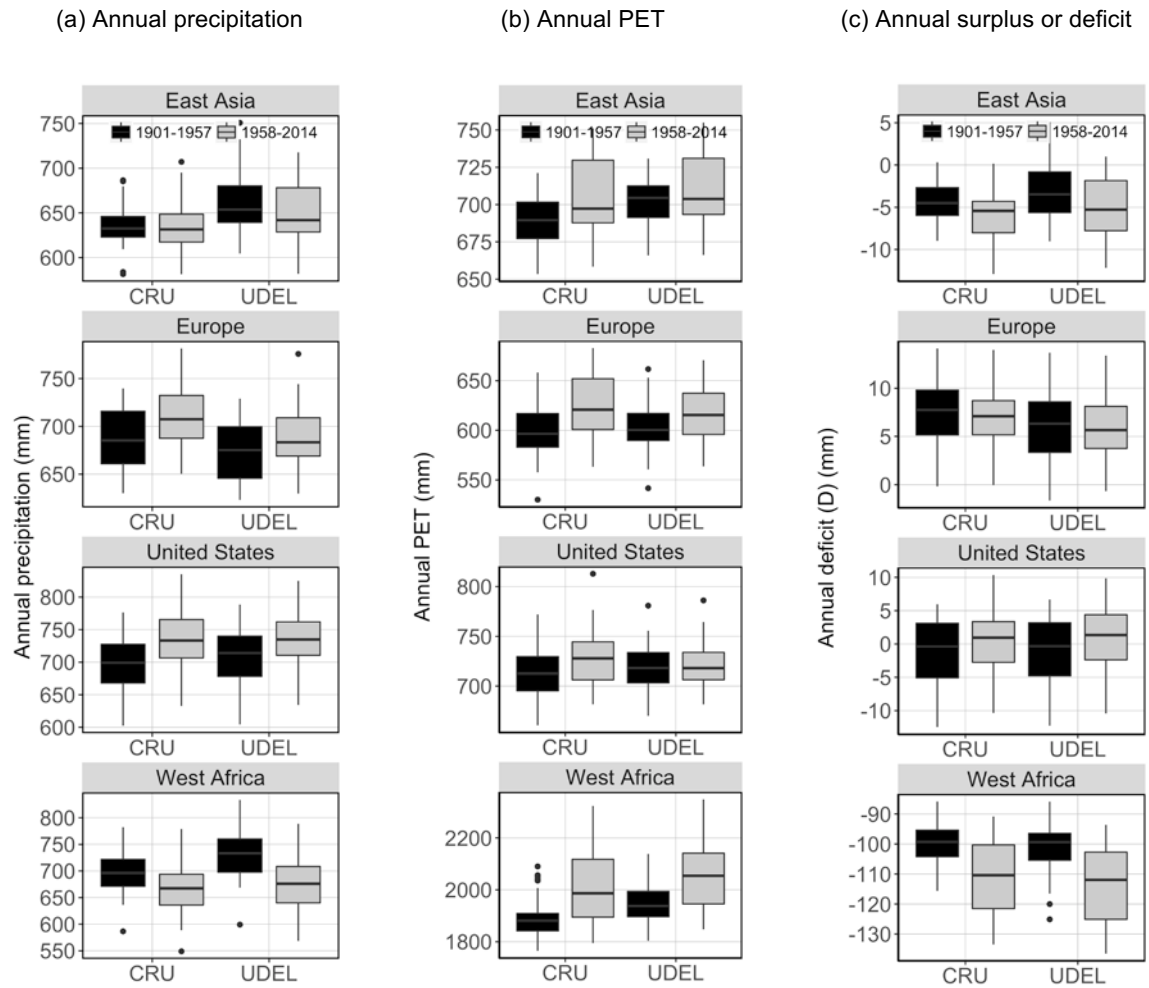 (a) Annual precipitation
(b) Annual PET
(c) Annual surplus or deficit
Annual precipitation (mm)
East Asia
1901-1957 1958-2014
750
700
650
600
CRU UDEL
Europe
750
700
650
CRU UDEL
United States
800
750
700
650
600
CRU UDEL
West Africa
800
750
700
650
600
550
CRU UDEL
Annual PET (mm)
East Asia
1901-1957 1958-2014
750
725
700
675
650
CRU UDEL
Europe
650
600
550
CRU UDEL
United States
800
750
700
CRU UDEL
West Africa
2200
2000
1800
CRU UDEL
Annual deficit (D) (mm)
East Asia
1901-1957 1958-2014
5
0
-5
-10
CRU UDEL
Europe
10
5
0
CRU UDEL
United States
10
5
0
-5
-10
CRU UDEL
West Africa
-90
-100
-110
-120
-130
CRU UDEL